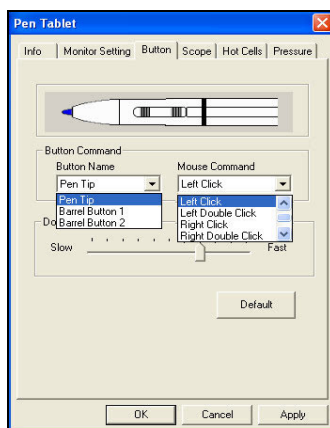 Pen Tablet
Info Monitor Setting Button Scope Hot Cells Pressure
Button Command
Button Name Mouse Command
Pen Tip Left Click
Pen Tip Left Click
Barrel Button 1 Left Double Click
Barrel Button 2 Right Click
Right Double Click
Slow Fast
Default
OK Cancel Apply